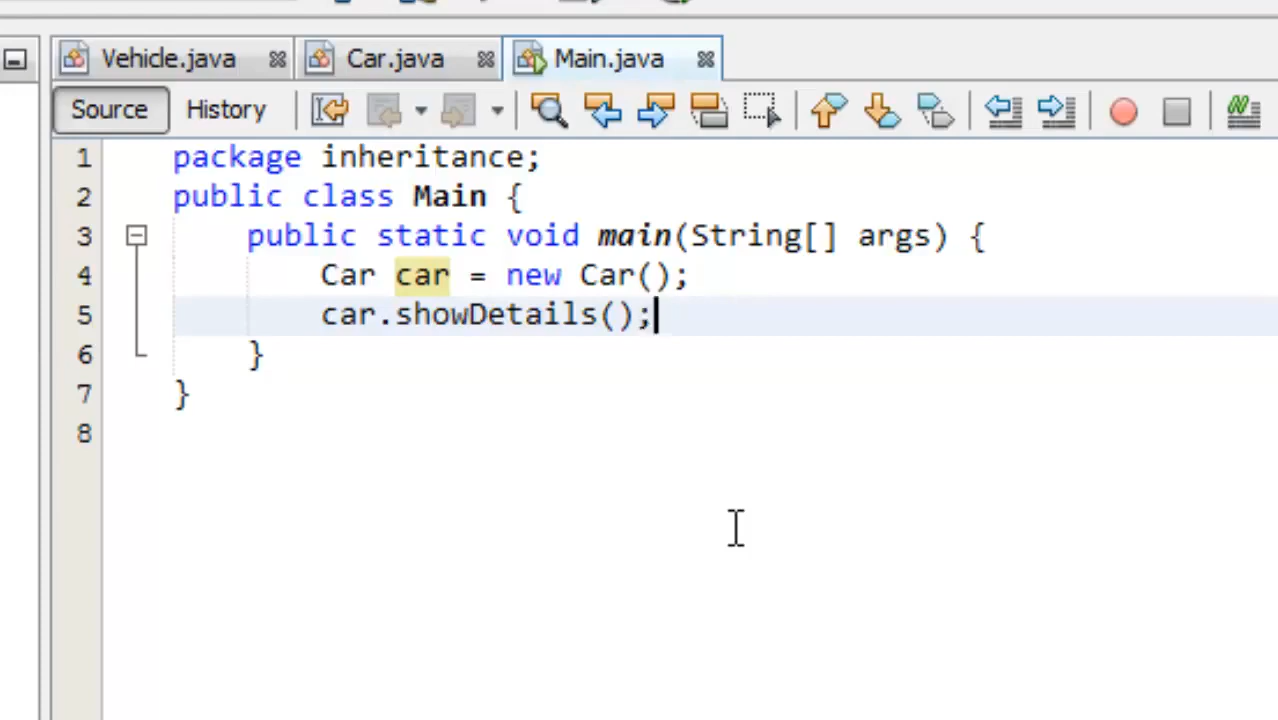 Vehicle.java Car.java Main.java
Source History
1 package inheritance;
2 public class Main {
3 public static void main(String[] args) {
4 Car car = new Car();
5 car.showDetails();
6 }
7 }
8